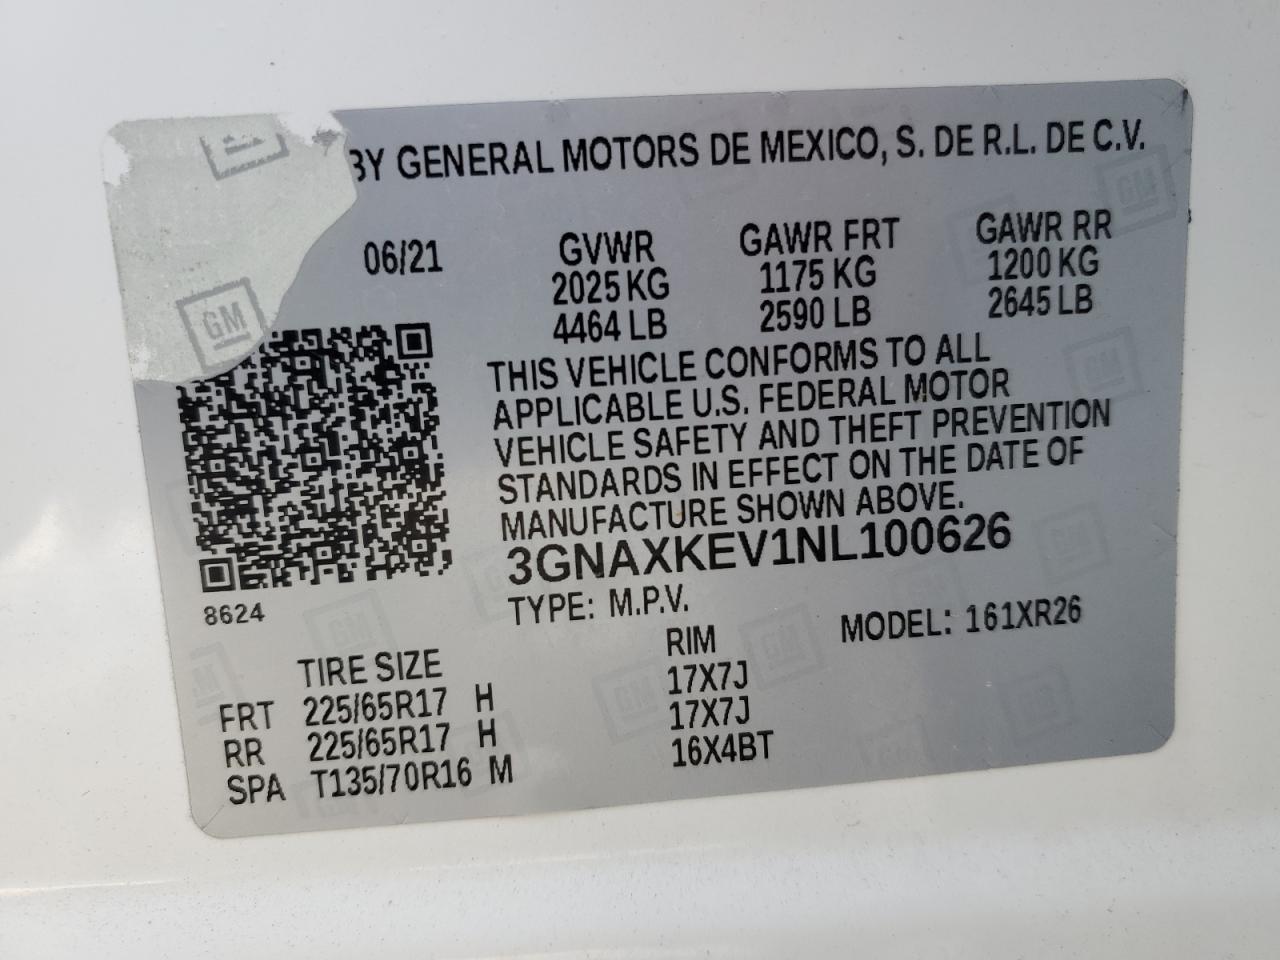 BY GENERAL MOTORS DE MEXICO, S. DE R.L. DE C.V.
06/21 GVWR GAWR FRT GAWR RR
2025 KG 1175 KG 1200 KG
4464 LB 2590 LB 2645 LB
THIS VEHICLE CONFORMS TO ALL
APPLICABLE U.S. FEDERAL MOTOR
VEHICLE SAFETY AND THEFT PREVENTION
STANDARDS IN EFFECT ON THE DATE OF
MANUFACTURE SHOWN ABOVE.
3GNAXKEV1NL100626
8624
TYPE: M.P.V. MODEL: 161XR26
TIRE SIZE RIM
FRT 225/65R17 H 17X7J
RR 225/65R17 H 17X7J
SPA T135/70R16 M 16X4BT
GM